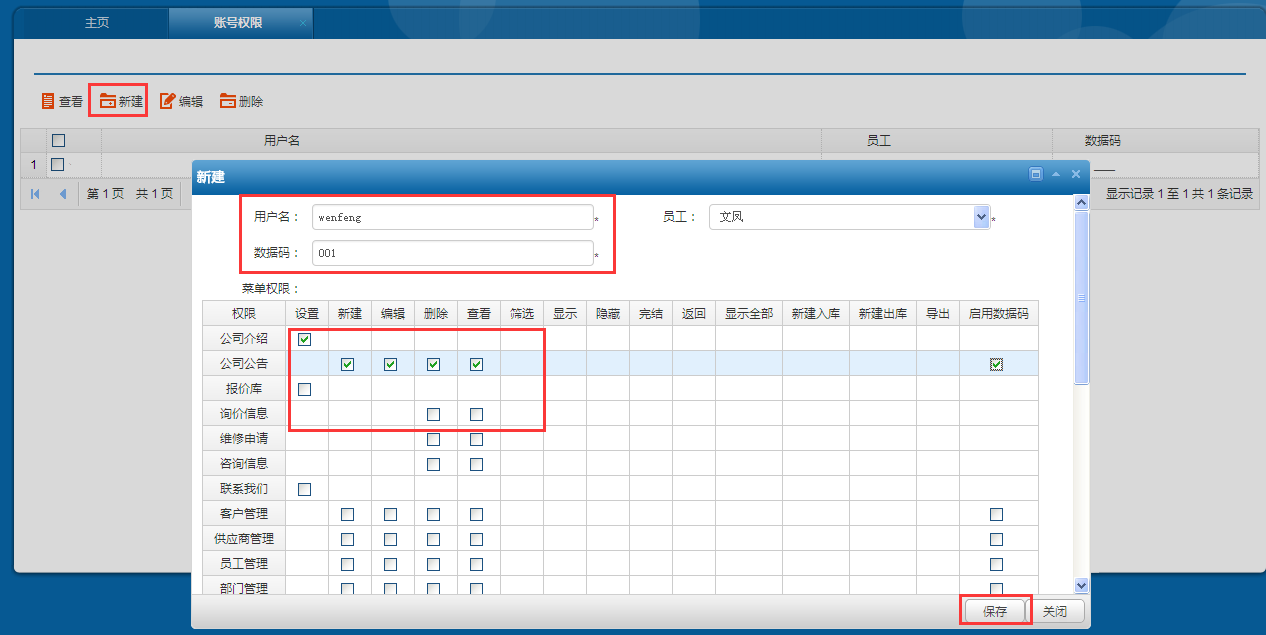 主页 账号权限
查看 新建 编辑 删除
用户名 员工 数据码
1
第 1 页 共 1 页 显示记录 1 至 1 共 1 条记录
新建
用户名： wenfeng * 员工： 文凤 *
数据码： 001 *
菜单权限：
权限 设置 新建 编辑 删除 查看 筛选 显示 隐藏 完结 返回 显示全部 新建入库 新建出库 导出 启用数据码
公司介绍
公司公告
报价库
询价信息
维修申请
咨询信息
联系我们
客户管理
供应商管理
员工管理
部门管理
保存 关闭